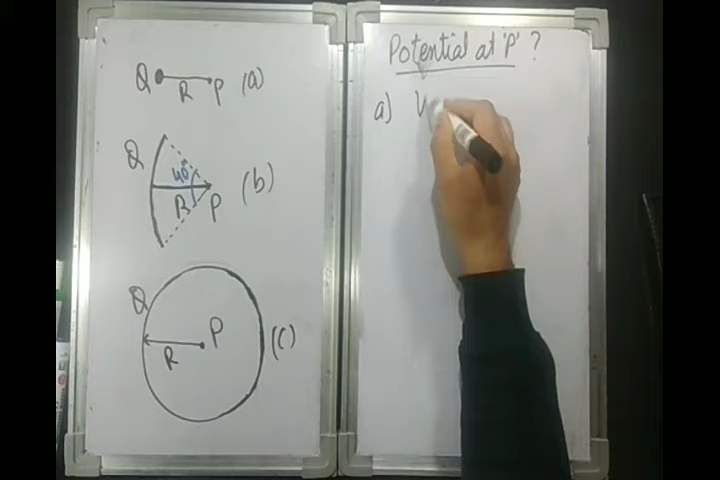 Q R P (a)
Q 40° R P (b)
Q P R (c)
Potential at 'P' ?
a) V